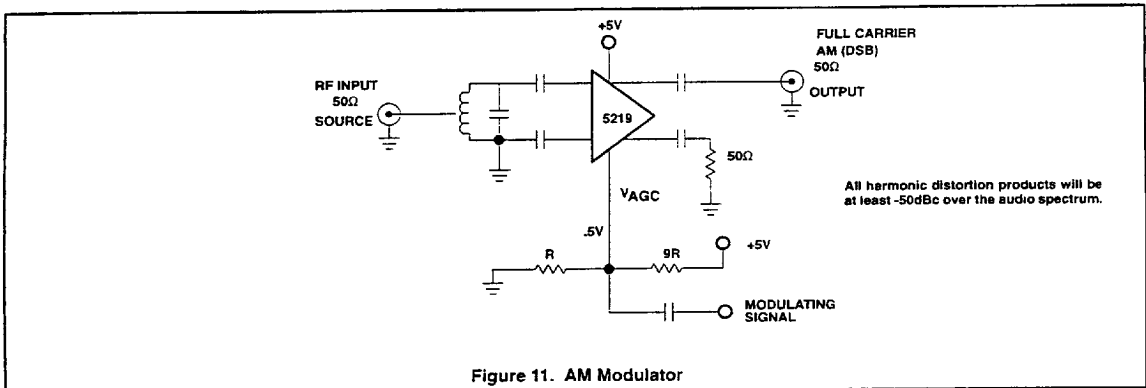 +5V
FULL CARRIER
AM (DSB)
50Ω
OUTPUT
RF INPUT
50Ω
SOURCE
5219
50Ω
VAGC
All harmonic distortion products will be
at least -50dBc over the audio spectrum.
.5V
+5V
R
9R
MODULATING
SIGNAL
Figure 11. AM Modulator